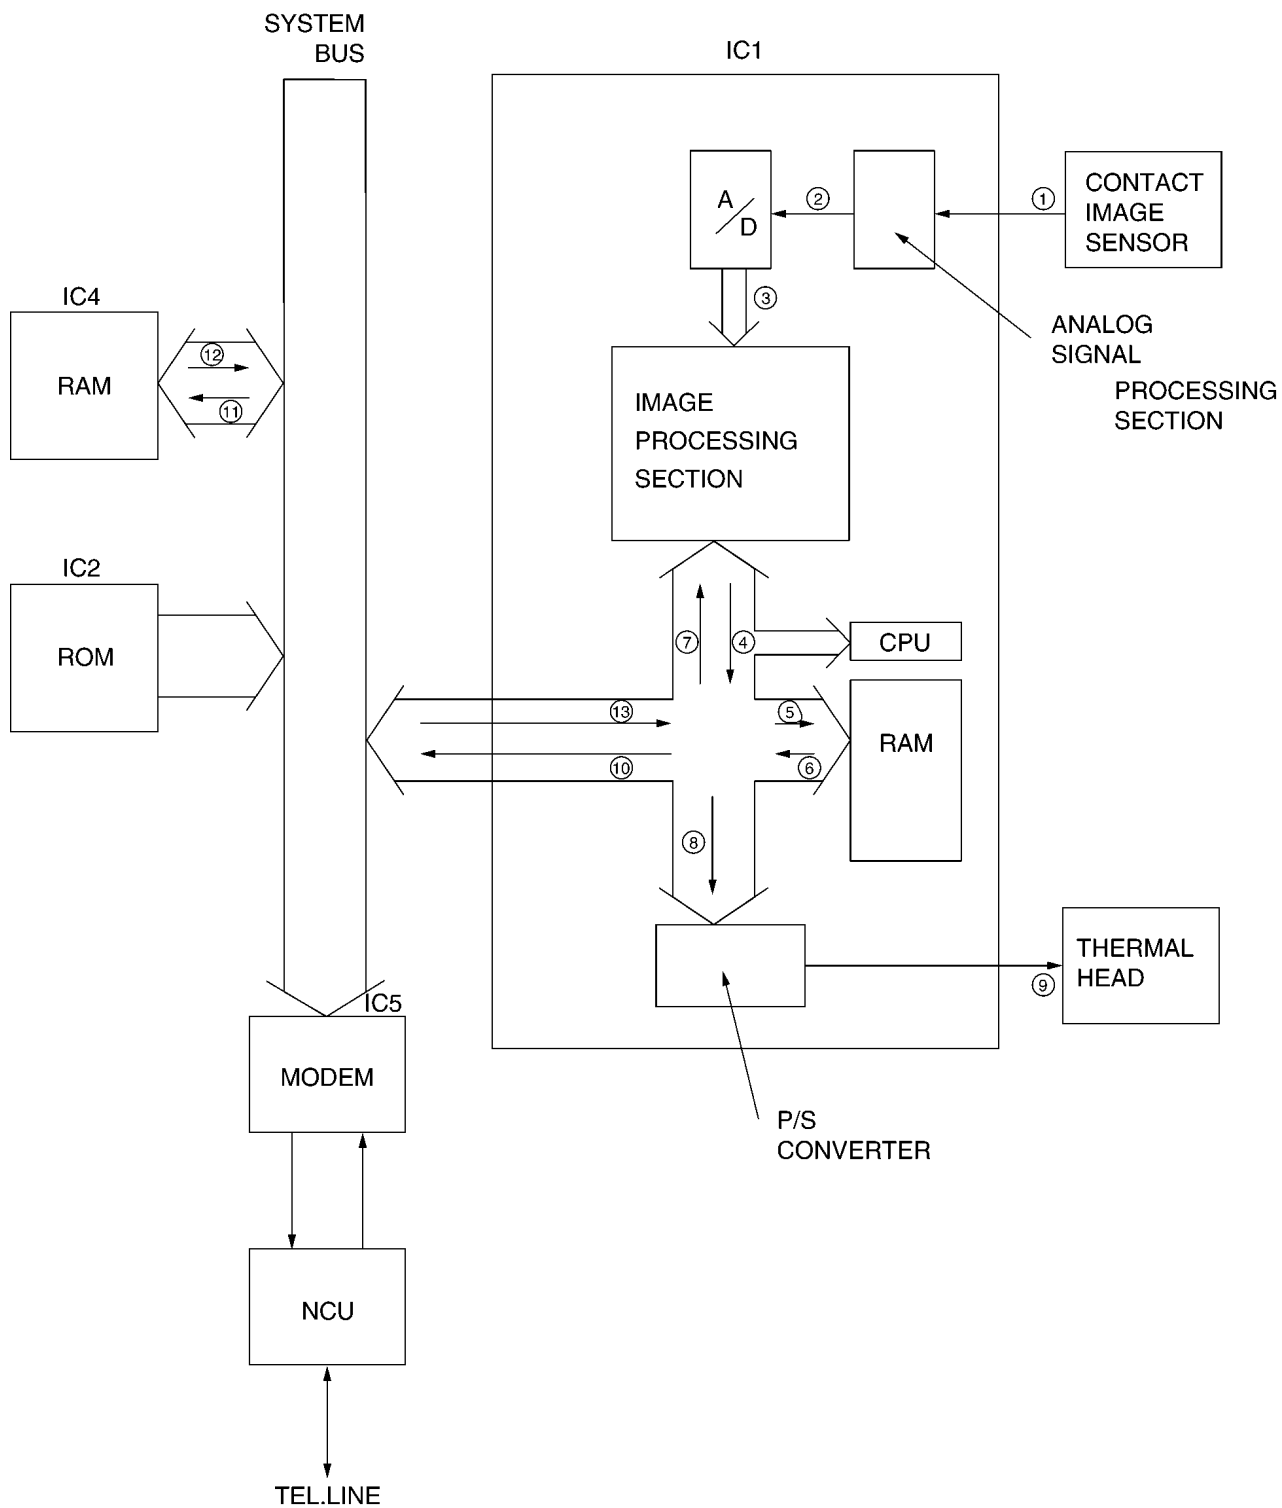 SYSTEM
BUS
IC1
A/D
②
①
CONTACT
IMAGE
SENSOR
③
IC4
RAM
⑫
⑪
ANALOG
SIGNAL
PROCESSING
SECTION
IMAGE
PROCESSING
SECTION
IC2
ROM
⑦
④
CPU
⑬
⑤
RAM
⑩
⑥
⑧
THERMAL
HEAD
⑨
IC5
MODEM
P/S
CONVERTER
NCU
TEL.LINE